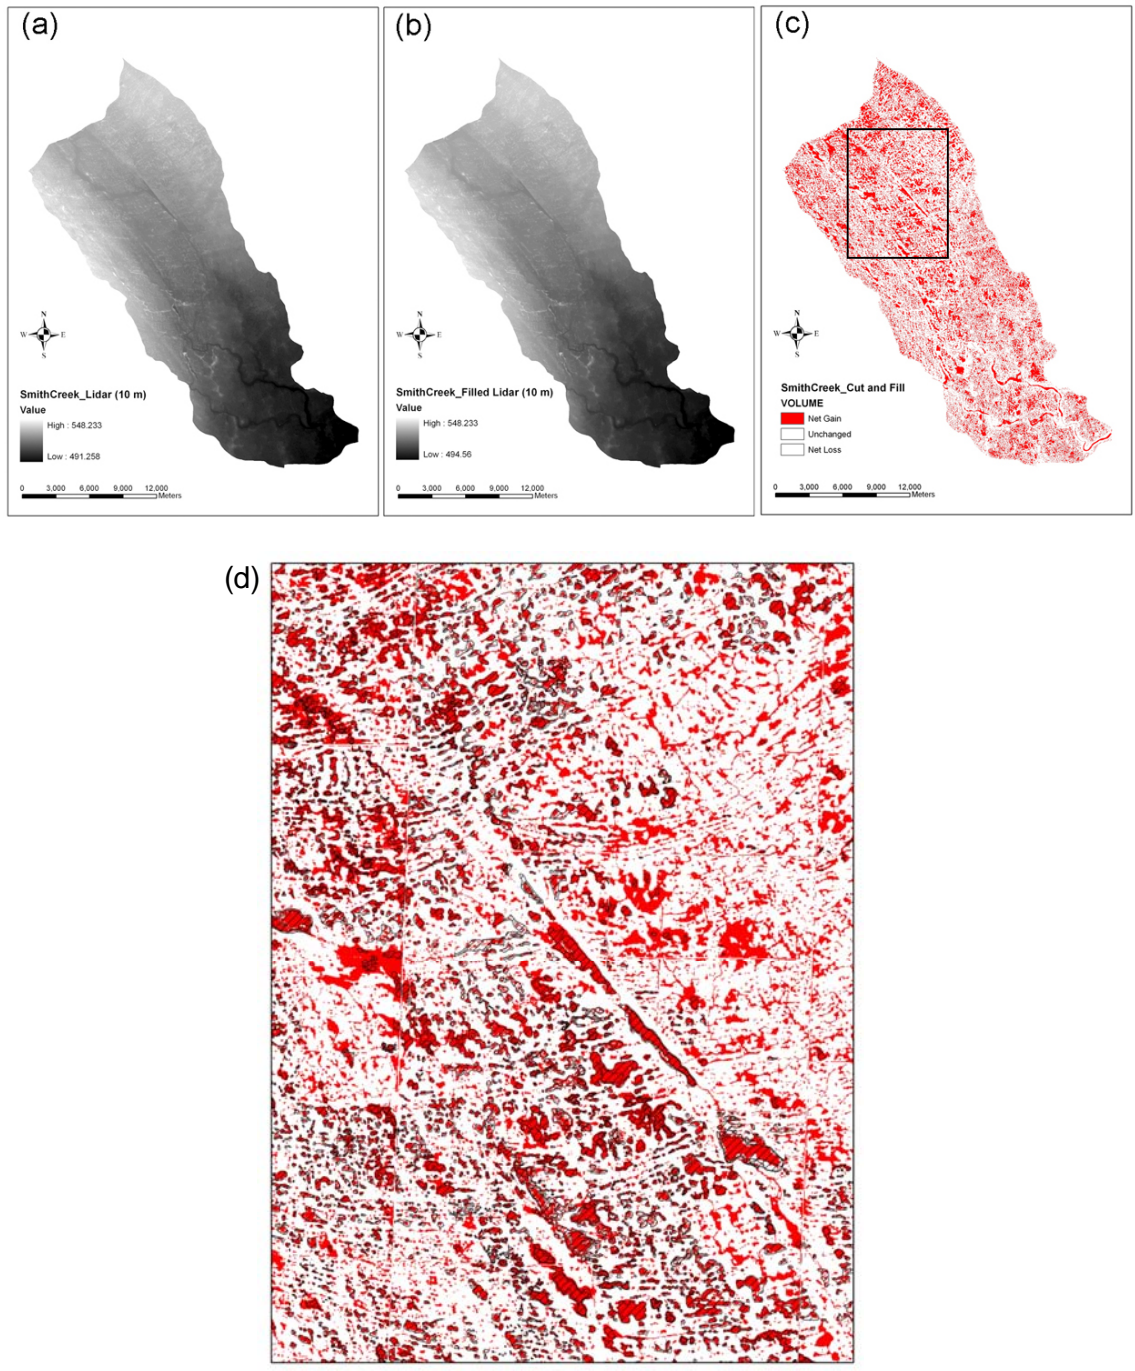 (a)
N
W E
S
SmithCreek_Lidar (10 m)
Value
High : 548.233
Low : 491.258
0 3,000 6,000 9,000 12,000
Meters
(b)
N
W E
S
SmithCreek_Filled Lidar (10 m)
Value
High : 548.233
Low : 494.56
0 3,000 6,000 9,000 12,000
Meters
(c)
N
W E
S
SmithCreek_Cut and Fill
VOLUME
Net Gain
Unchanged
Net Loss
0 3,000 6,000 9,000 12,000
Meters
(d)